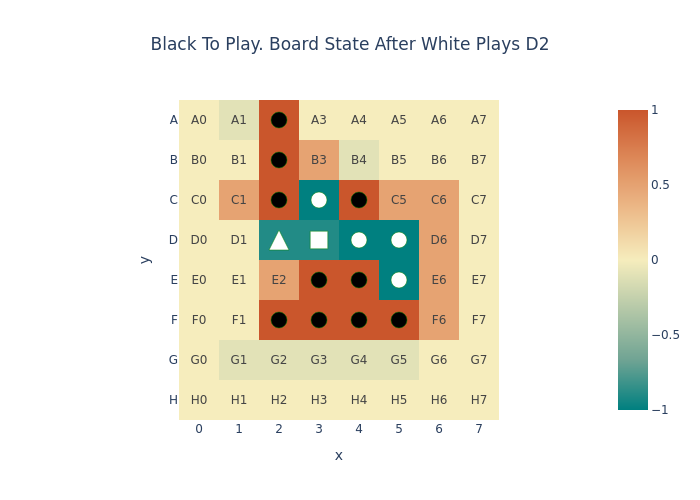 Black To Play. Board State After White Plays D2
A A0 A1 A3 A4 A5 A6 A7
B B0 B1 B3 B4 B5 B6 B7
C C0 C1 C5 C6 C7
D D0 D1 D6 D7
E E0 E1 E2 E6 E7
F F0 F1 F6 F7
G G0 G1 G2 G3 G4 G5 G6 G7
H H0 H1 H2 H3 H4 H5 H6 H7
0 1 2 3 4 5 6 7
x
y
1
0.5
0
−0.5
−1